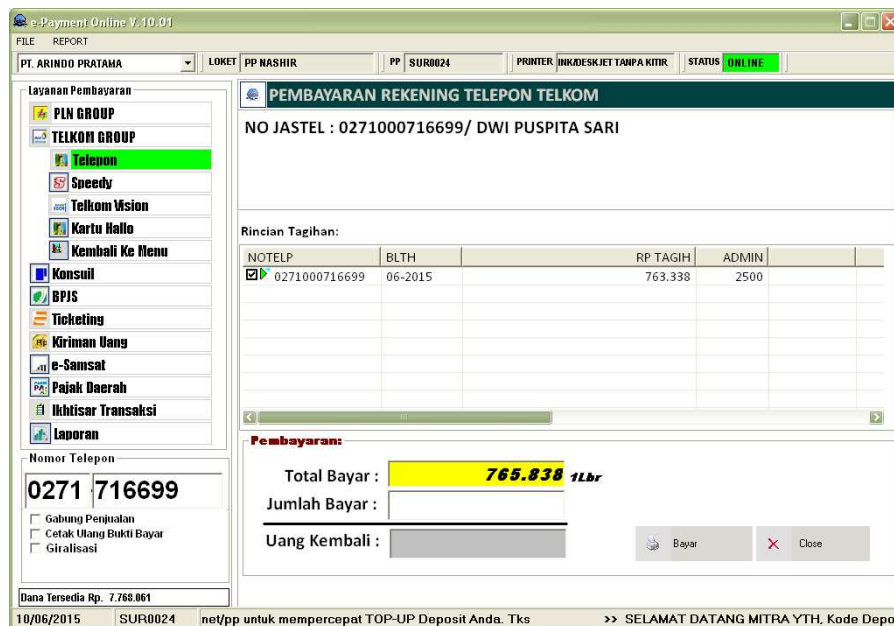 e-Payment Online V. 10.01
FILE REPORT
PT. ARINDO PRATAMA LOKET PP NASHIR PP SUR0024 PRINTER INK/DESKJET TANPA KITIR STATUS ONLINE
Layanan Pembayaran
PLN GROUP
TELKOM GROUP
Telepon
Speedy
Telkom Vision
Kartu Hallo
Kembali Ke Menu
Konsuil
BPJS
Ticketing
Kiriman Uang
e-Samsat
Pajak Daerah
Ikhtisar Transaksi
Laporan
Nomor Telepon
0271 716699
Gabung Penjualan
Cetak Ulang Bukti Bayar
Giralisasi
Dana Tersedia Rp. 7.768.061
PEMBAYARAN REKENING TELEPON TELKOM
NO JASTEL : 0271000716699/ DWI PUSPITA SARI
Rincian Tagihan:
NOTELP BLTH RP TAGIH ADMIN
0271000716699 06-2015 763.338 2500
Pembayaran:
Total Bayar : 765.838 1Lbr
Jumlah Bayar :
Uang Kembali :
Bayar Close
10/06/2015 SUR0024 net/pp untuk mempercepat TOP-UP Deposit Anda. Tks >> SELAMAT DATANG MITRA YTH, Kode Dept.